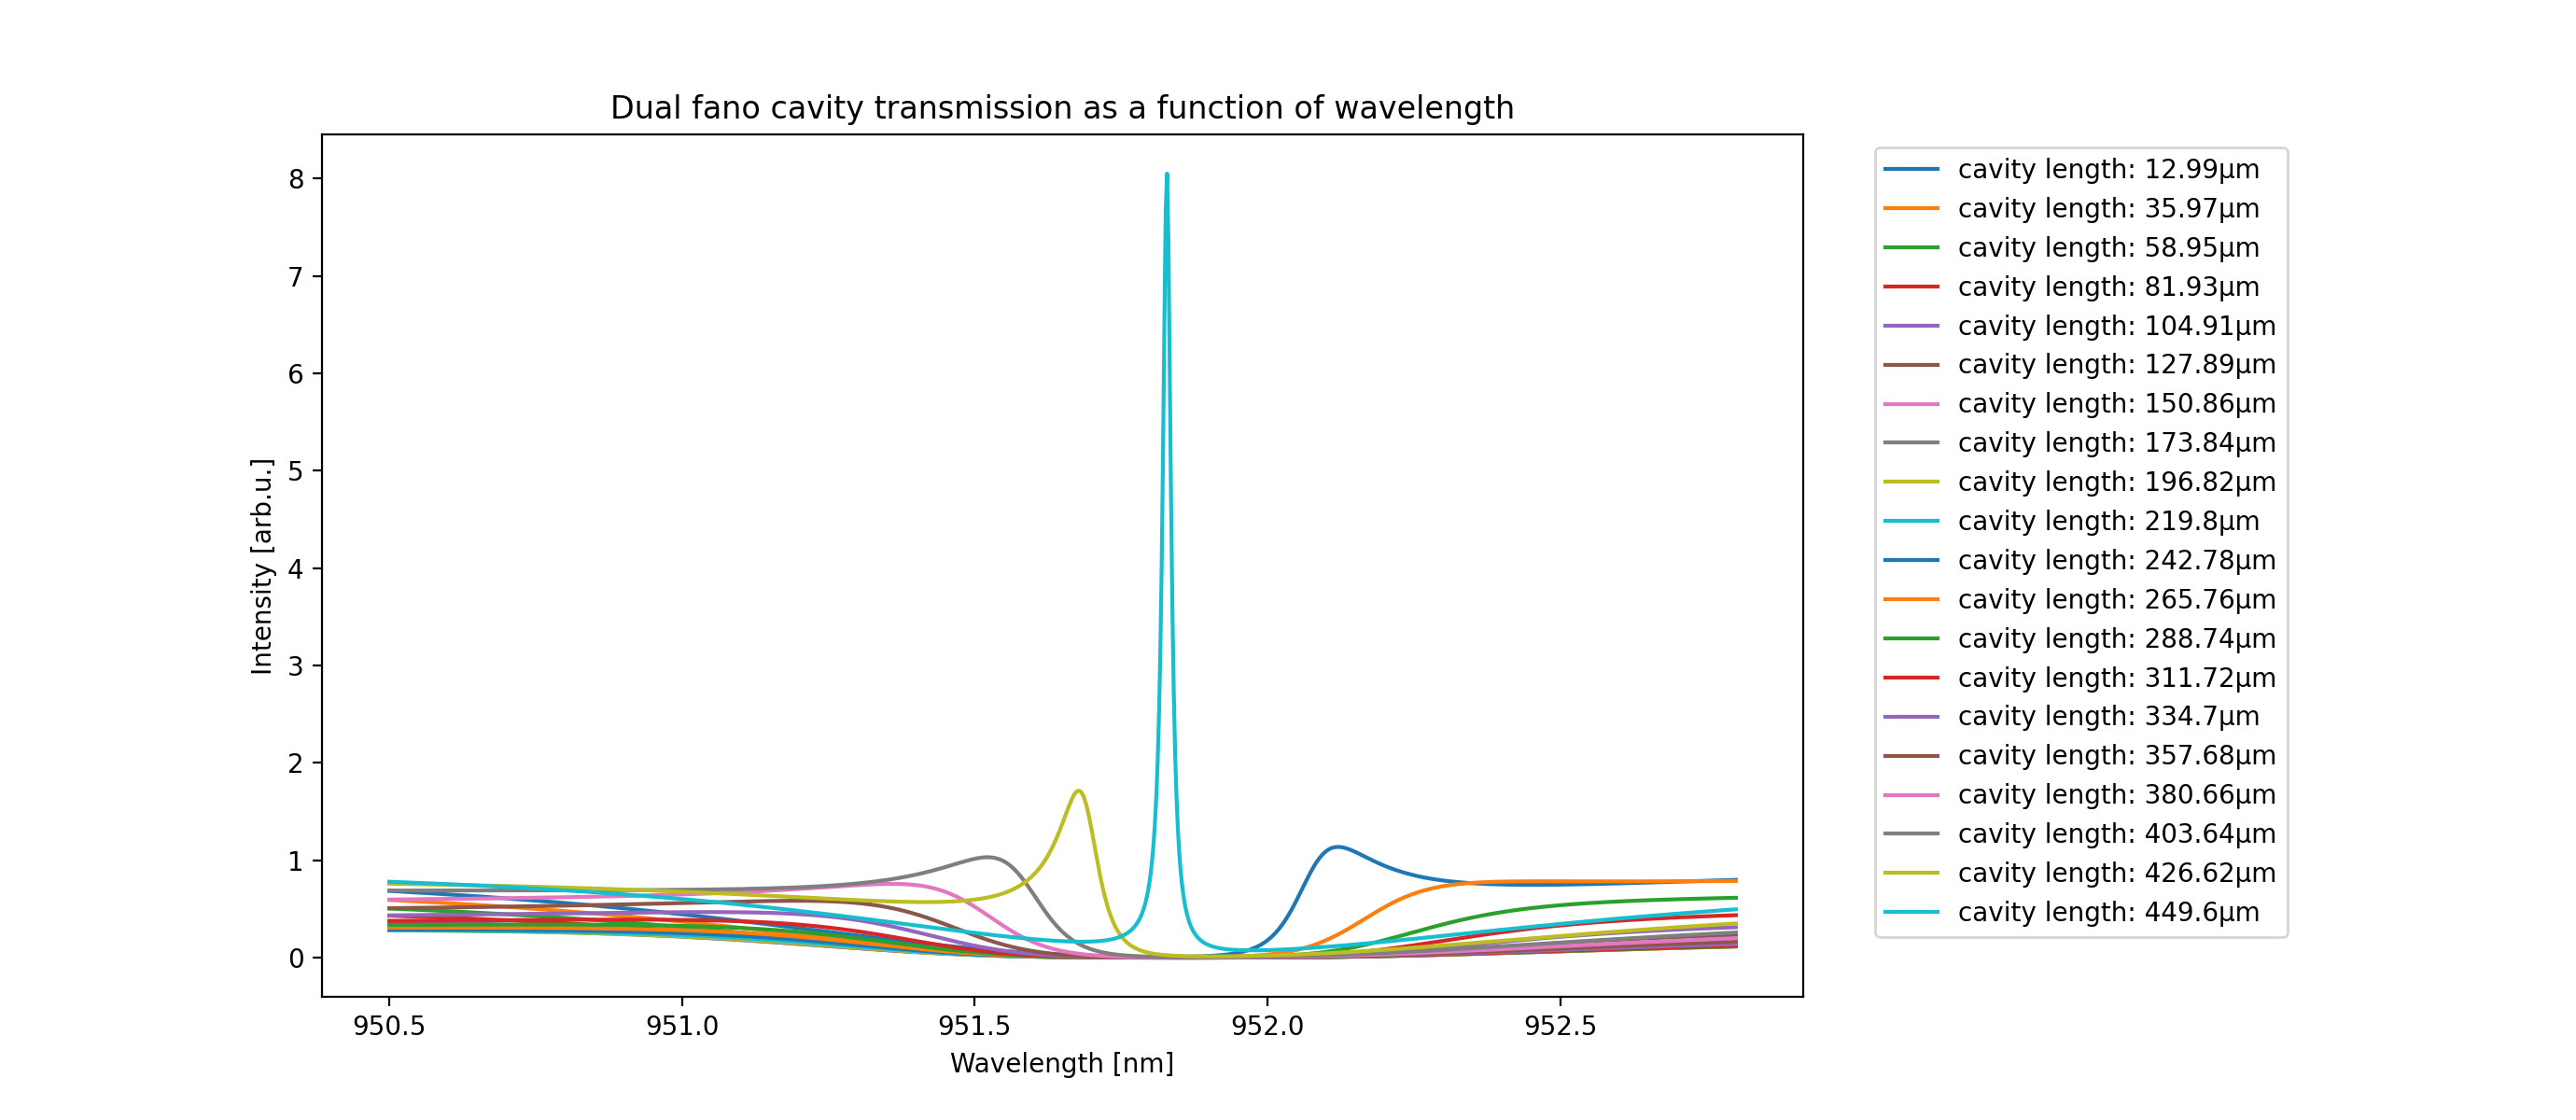 Dual fano cavity transmission as a function of wavelength
8
7
6
5
4
3
2
1
0
Intensity [arb.u.]
950.5 951.0 951.5 952.0 952.5
Wavelength [nm]
cavity length: 12.99μm
cavity length: 35.97μm
cavity length: 58.95μm
cavity length: 81.93μm
cavity length: 104.91μm
cavity length: 127.89μm
cavity length: 150.86μm
cavity length: 173.84μm
cavity length: 196.82μm
cavity length: 219.8μm
cavity length: 242.78μm
cavity length: 265.76μm
cavity length: 288.74μm
cavity length: 311.72μm
cavity length: 334.7μm
cavity length: 357.68μm
cavity length: 380.66μm
cavity length: 403.64μm
cavity length: 426.62μm
cavity length: 449.6μm